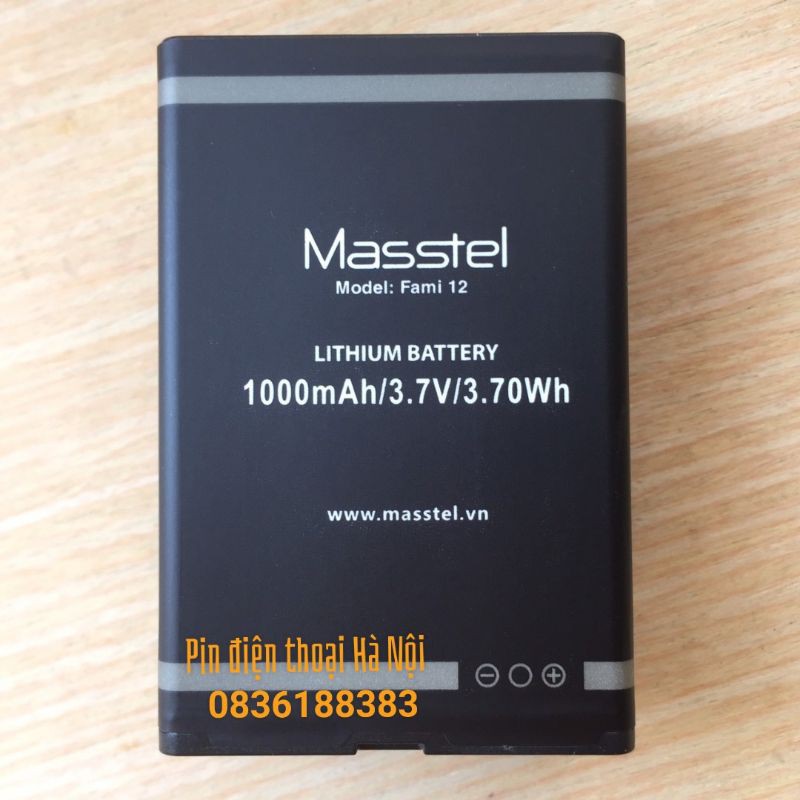 Masstel
Model: Fami 12
LITHIUM BATTERY
1000mAh/3.7V/3.70Wh
www.masstel.vn
Pin điện thoại Hà Nội
0836188383